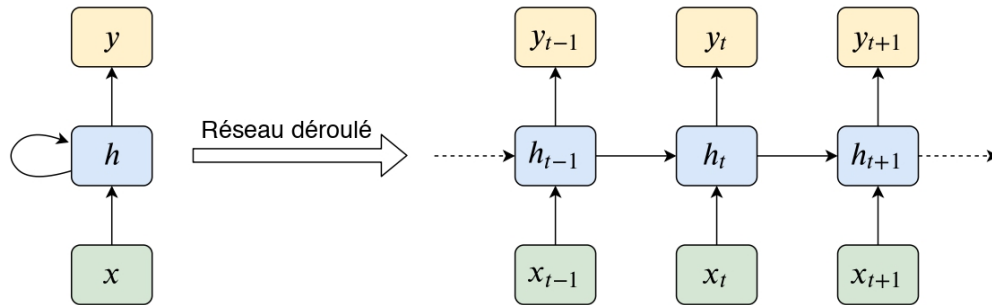 y
y_{t-1}
y_t
y_{t+1}
Réseau déroulé
h
h_{t-1}
h_t
h_{t+1}
x
x_{t-1}
x_t
x_{t+1}